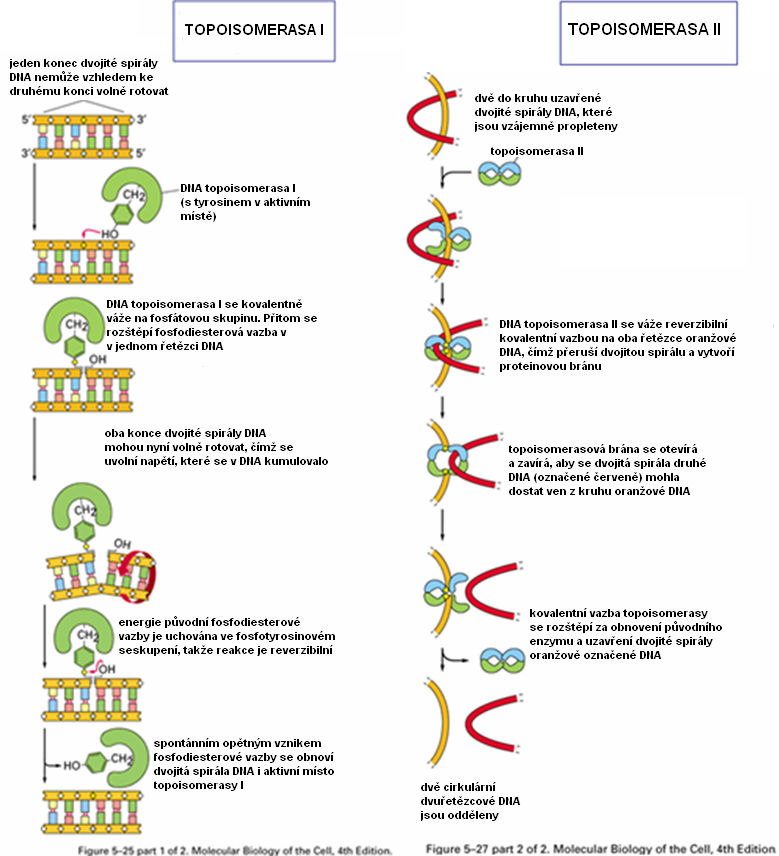 TOPOISOMERASA I
jeden konec dvojité spirály
DNA nemůže vzhledem ke
druhému konci volně rotovat
5' 3'
3' 5'
CH2
HO
DNA topoisomerasa I
(s tyrosinem v aktivním
místě)
CH2
OH
DNA topoisomerasa I se kovalentně
váže na fosfátovou skupinu. Přitom se
rozštěpí fosfodiesterová vazba v
v jednom řetězci DNA
oba konce dvojité spirály DNA
mohou nyní volně rotovat, čímž se
uvolní napětí, které se v DNA kumulovalo
CH2
OH
energie původní fosfodiesterové
vazby je uchována ve fosfotyrosinovém
seskupení, takže reakce je reverzibilní
CH2
OH
spontánním opětným vznikem
fosfodiesterové vazby se obnoví
dvojitá spirála DNA i aktivní místo
topoisomerasy I
HO
CH2
Figure 5–25 part 1 of 2. Molecular Biology of the Cell, 4th Edition.
TOPOISOMERASA II
dvě do kruhu uzavřené
dvojité spirály DNA, které
jsou vzájemně propleteny
topoisomerasa II
DNA topoisomerasa II se váže reverzibilní
kovalentní vazbou na oba řetězce oranžové
DNA, čímž přeruší dvojitou spirálu a vytvoří
proteinovou bránu
topoisomerasová brána se otevírá
a zavírá, aby se dvojitá spirála druhé
DNA (označené červeně) mohla
dostat ven z kruhu oranžové DNA
kovalentní vazba topoisomerasy
se rozštěpí za obnovení původního
enzymu a uzavření dvojité spirály
oranžově označené DNA
dvě cirkulární
dvuřetězcové DNA
jsou odděleny
Figure 5–27 part 2 of 2. Molecular Biology of the Cell, 4th Edition